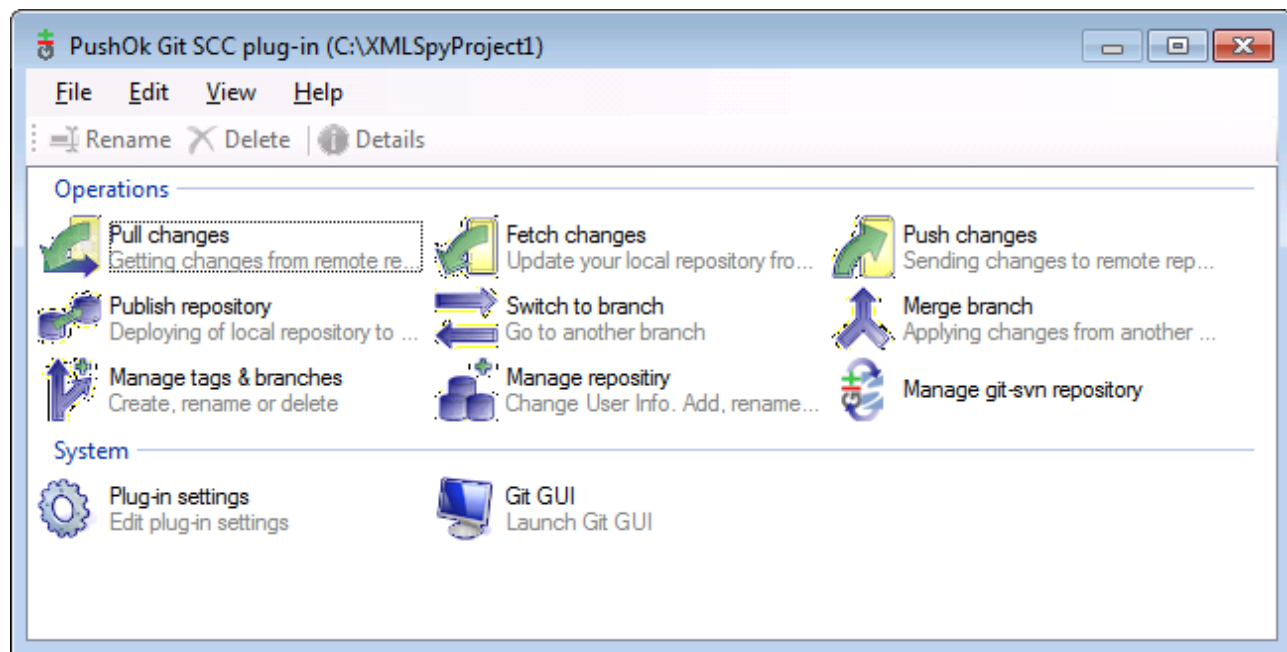 PushOk Git SCC plug-in (C:\XMLSpyProject1)
File Edit View Help
Rename Delete Details
Operations
Pull changes
Getting changes from remote re...
Fetch changes
Update your local repository fro...
Push changes
Sending changes to remote rep...
Publish repository
Deploying of local repository to ...
Switch to branch
Go to another branch
Merge branch
Applying changes from another ...
Manage tags & branches
Create, rename or delete
Manage repositiry
Change User Info. Add, rename...
Manage git-svn repository
System
Plug-in settings
Edit plug-in settings
Git GUI
Launch Git GUI